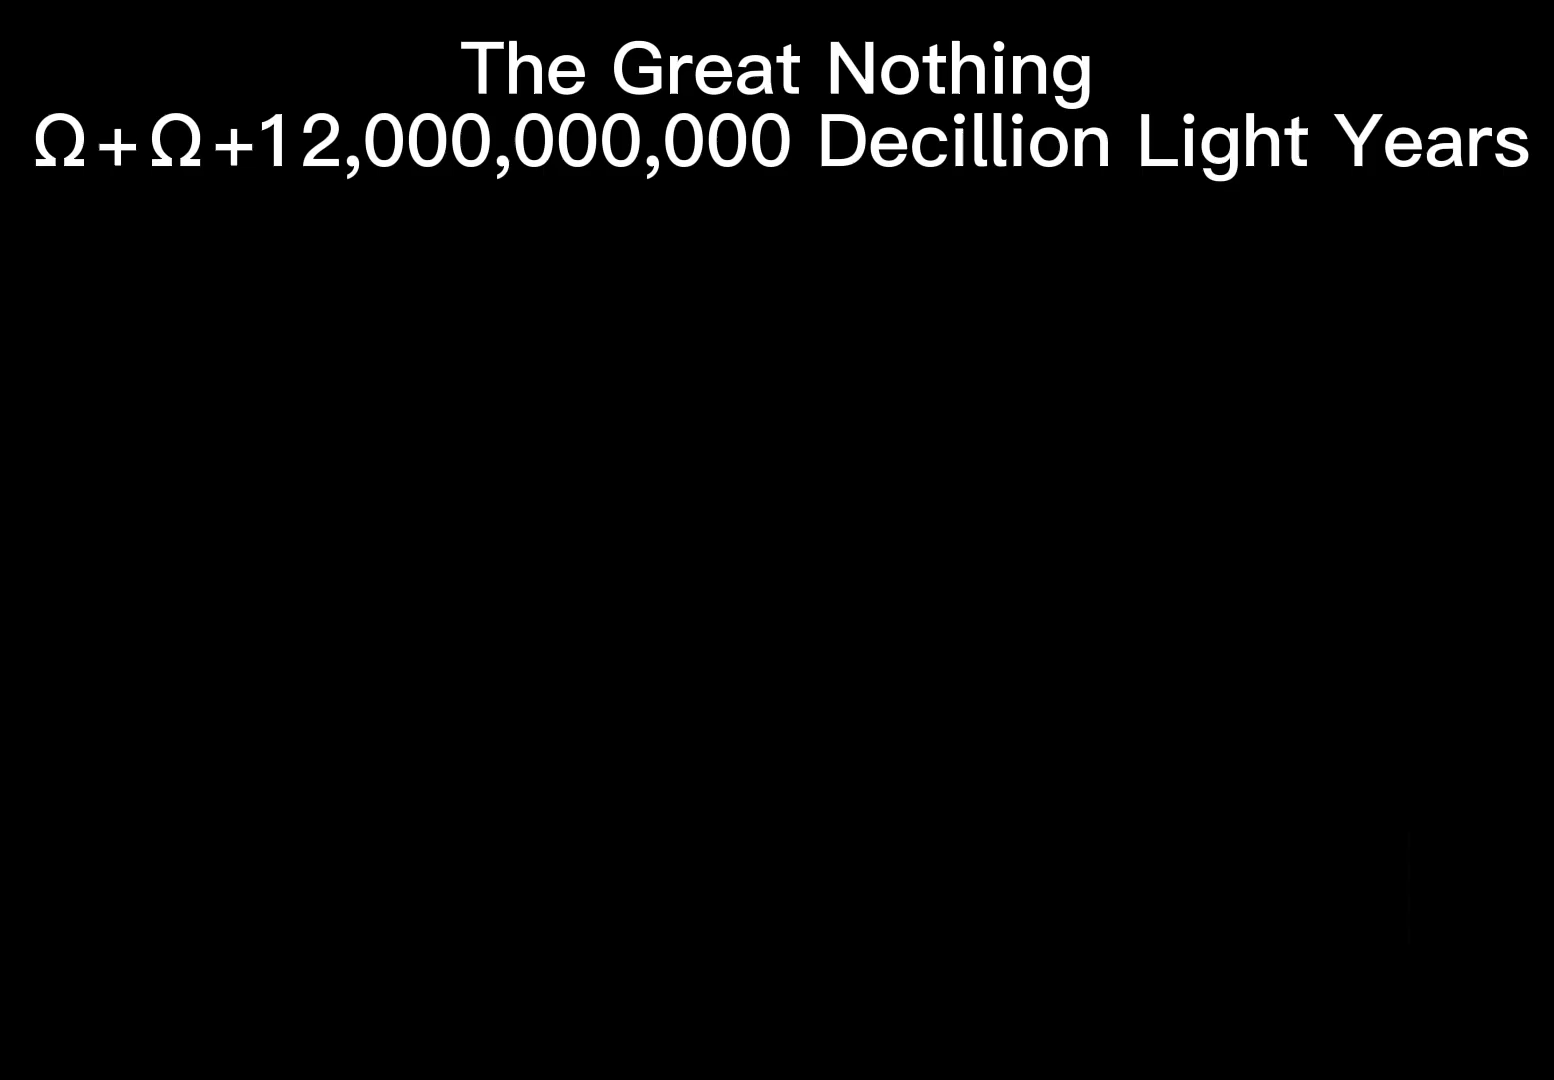 The Great Nothing
Ω+Ω+12,000,000,000 Decillion Light Years